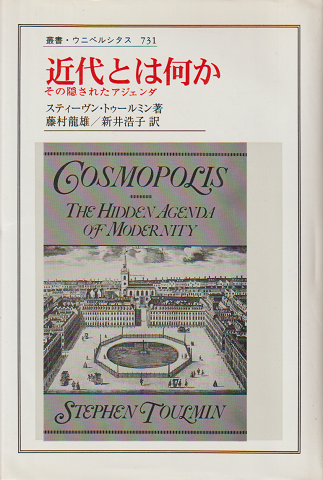 叢書・ウニベルシタス 731
近代とは何か
その隠されたアジェンダ
スティーヴン・トゥールミン著
藤村龍雄／新井浩子 訳
COSMOPOLIS
THE HIDDEN AGENDA
OF MODERNITY
STEPHEN TOULMIN